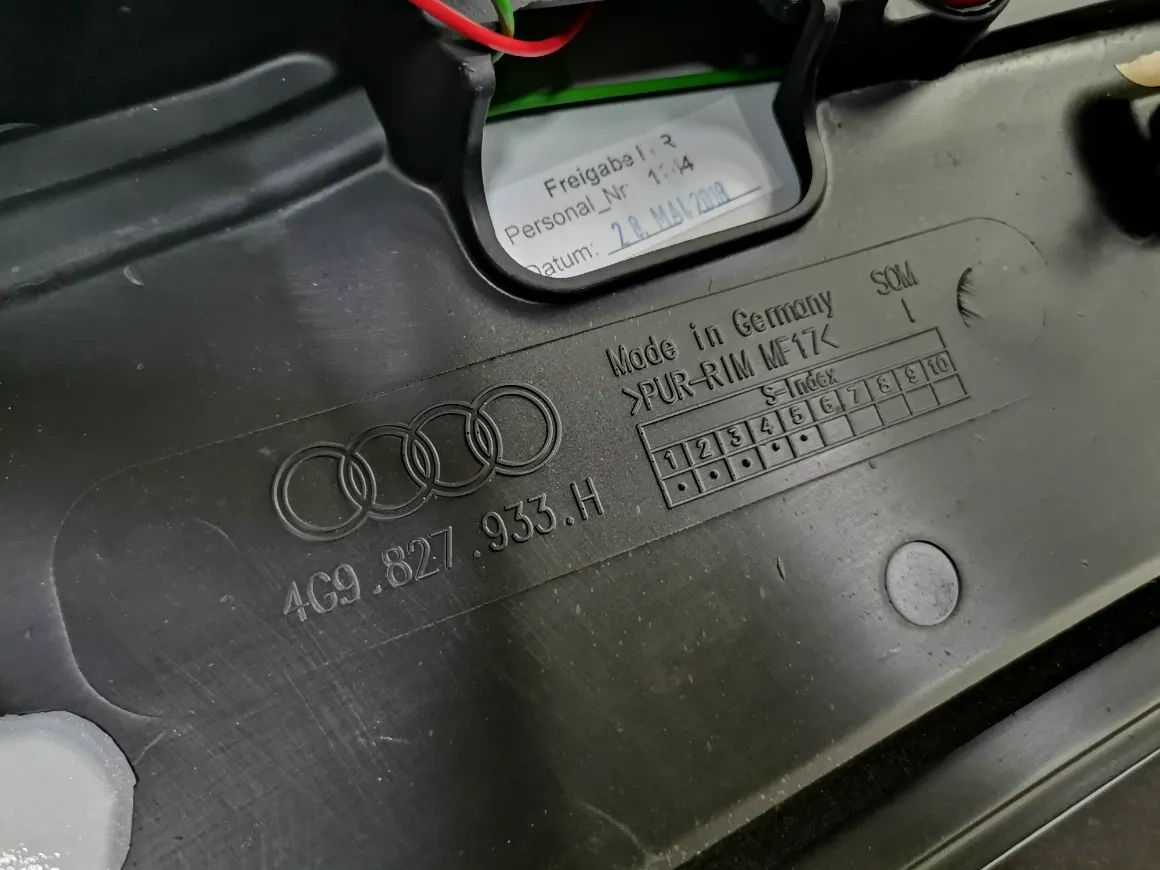 Freigabe
Personal_Nr:
Datum: 28. MAI 2018
Made in Germany
SOM
>PUR-RIM MF17<
I
S-Index
1 2 3 4 5 6 7 8 9 10
4G9.827.933.H